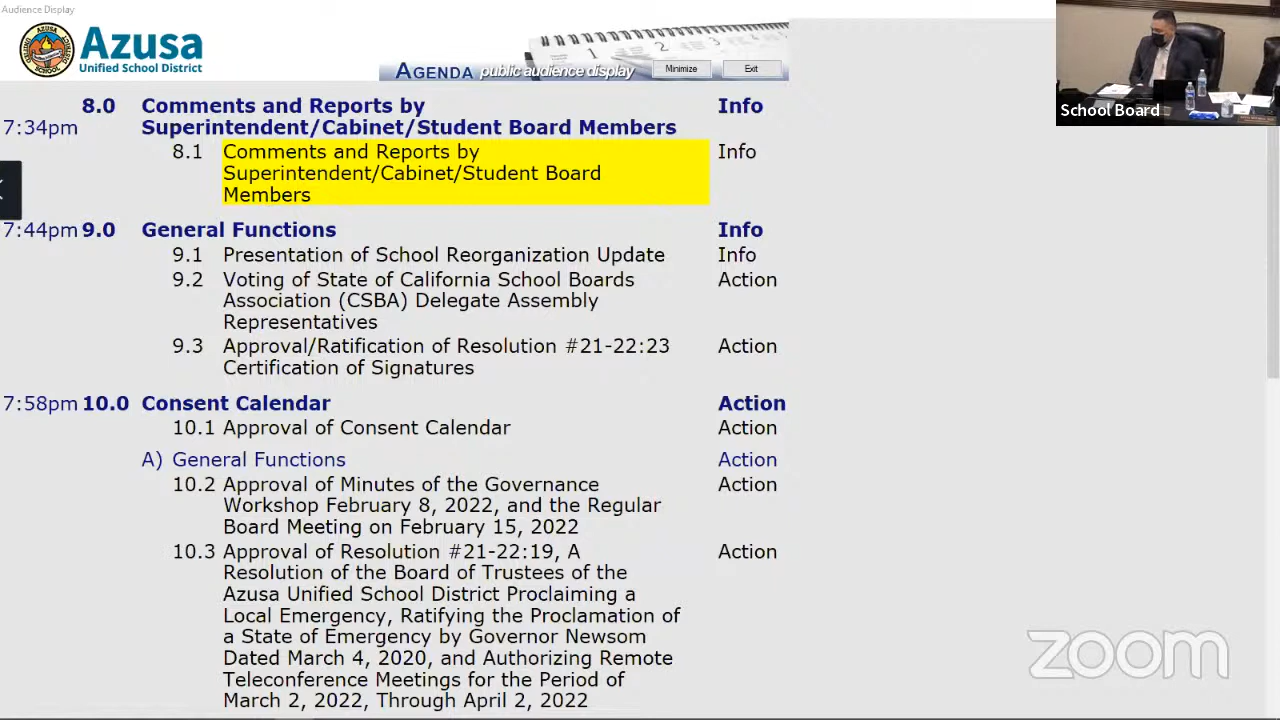 Audience Display
Azusa
Unified School District
AGENDA public audience display
Minimize
Exit
School Board
8.0 Comments and Reports by Info
7:34pm Superintendent/Cabinet/Student Board Members
8.1 Comments and Reports by Info
Superintendent/Cabinet/Student Board
Members
7:44pm 9.0 General Functions Info
9.1 Presentation of School Reorganization Update Info
9.2 Voting of State of California School Boards Action
Association (CSBA) Delegate Assembly
Representatives
9.3 Approval/Ratification of Resolution #21-22:23 Action
Certification of Signatures
7:58pm 10.0 Consent Calendar Action
10.1 Approval of Consent Calendar Action
A) General Functions Action
10.2 Approval of Minutes of the Governance Action
Workshop February 8, 2022, and the Regular
Board Meeting on February 15, 2022
10.3 Approval of Resolution #21-22:19, A Action
Resolution of the Board of Trustees of the
Azusa Unified School District Proclaiming a
Local Emergency, Ratifying the Proclamation of
a State of Emergency by Governor Newsom
Dated March 4, 2020, and Authorizing Remote
Teleconference Meetings for the Period of
March 2, 2022, Through April 2, 2022
zoom